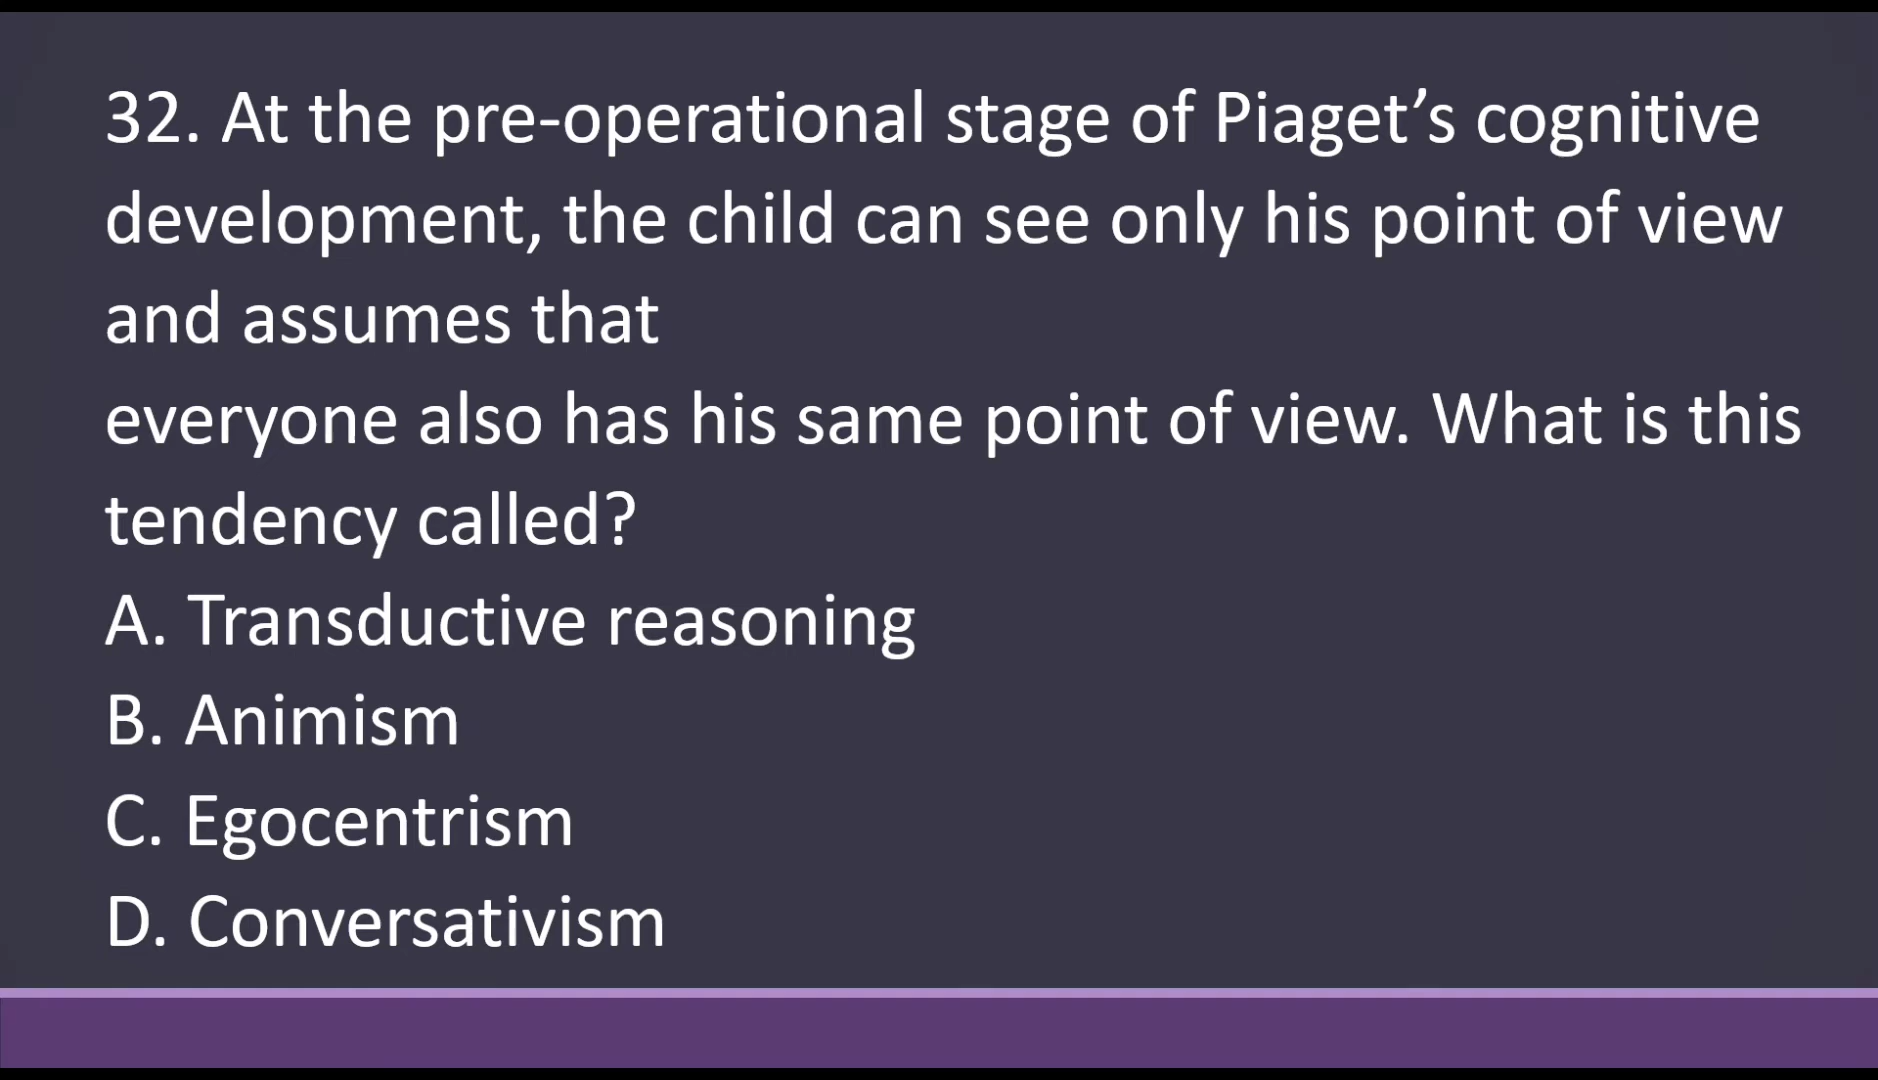 32. At the pre-operational stage of Piaget’s cognitive
development, the child can see only his point of view
and assumes that
everyone also has his same point of view. What is this
tendency called?
A. Transductive reasoning
B. Animism
C. Egocentrism
D. Conversativism